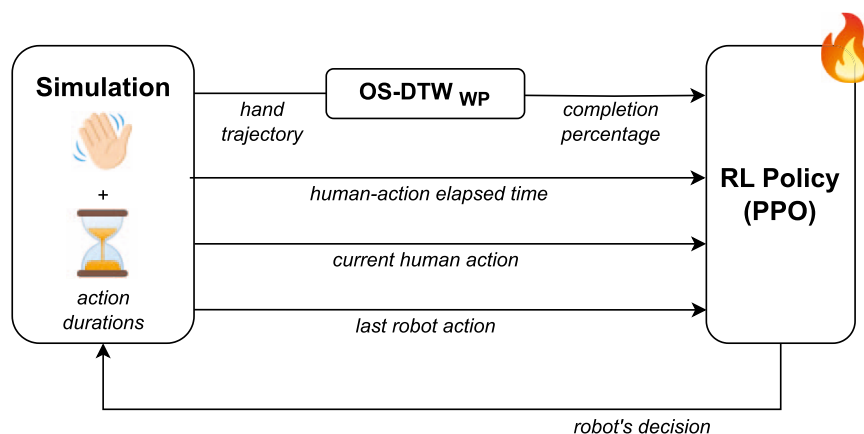 Simulation
+
action
durations
hand
trajectory
OS-DTW WP
completion
percentage
human-action elapsed time
current human action
last robot action
RL Policy
(PPO)
robot's decision